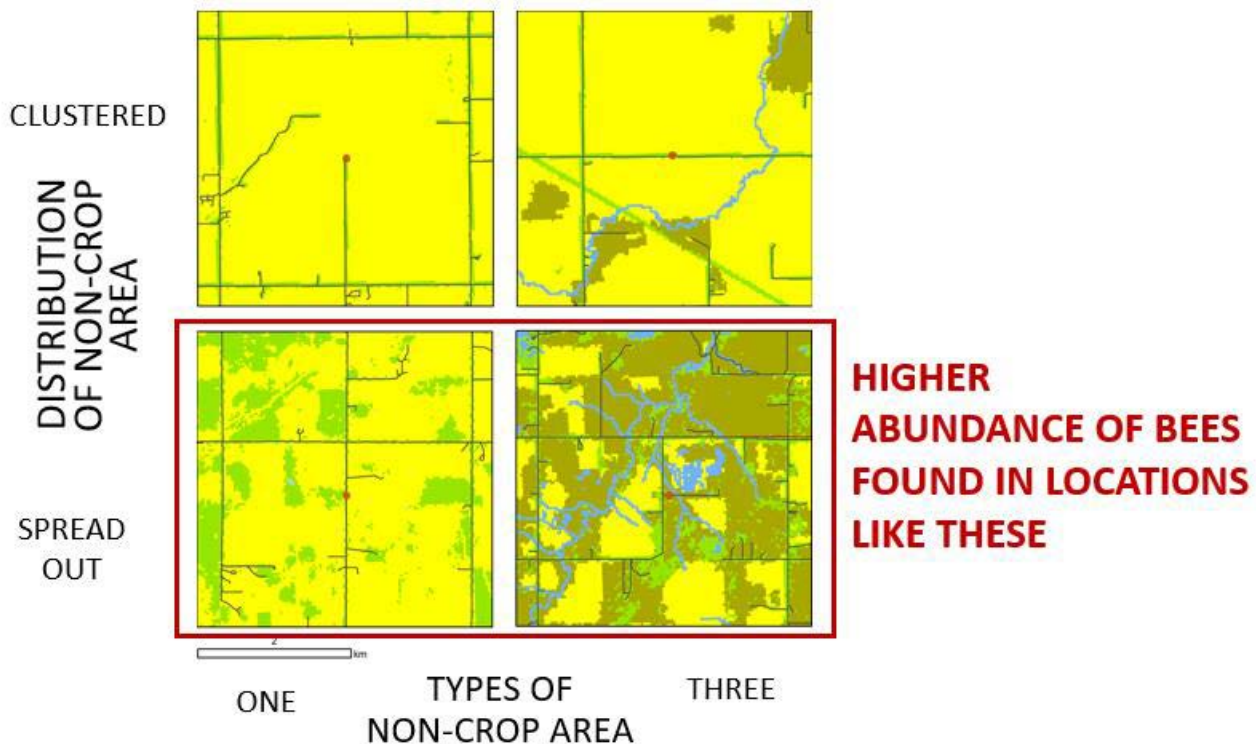 CLUSTERED
DISTRIBUTION
OF NON-CROP
AREA
SPREAD
OUT
HIGHER
ABUNDANCE OF BEES
FOUND IN LOCATIONS
LIKE THESE
2
km
ONE
TYPES OF
NON-CROP AREA
THREE